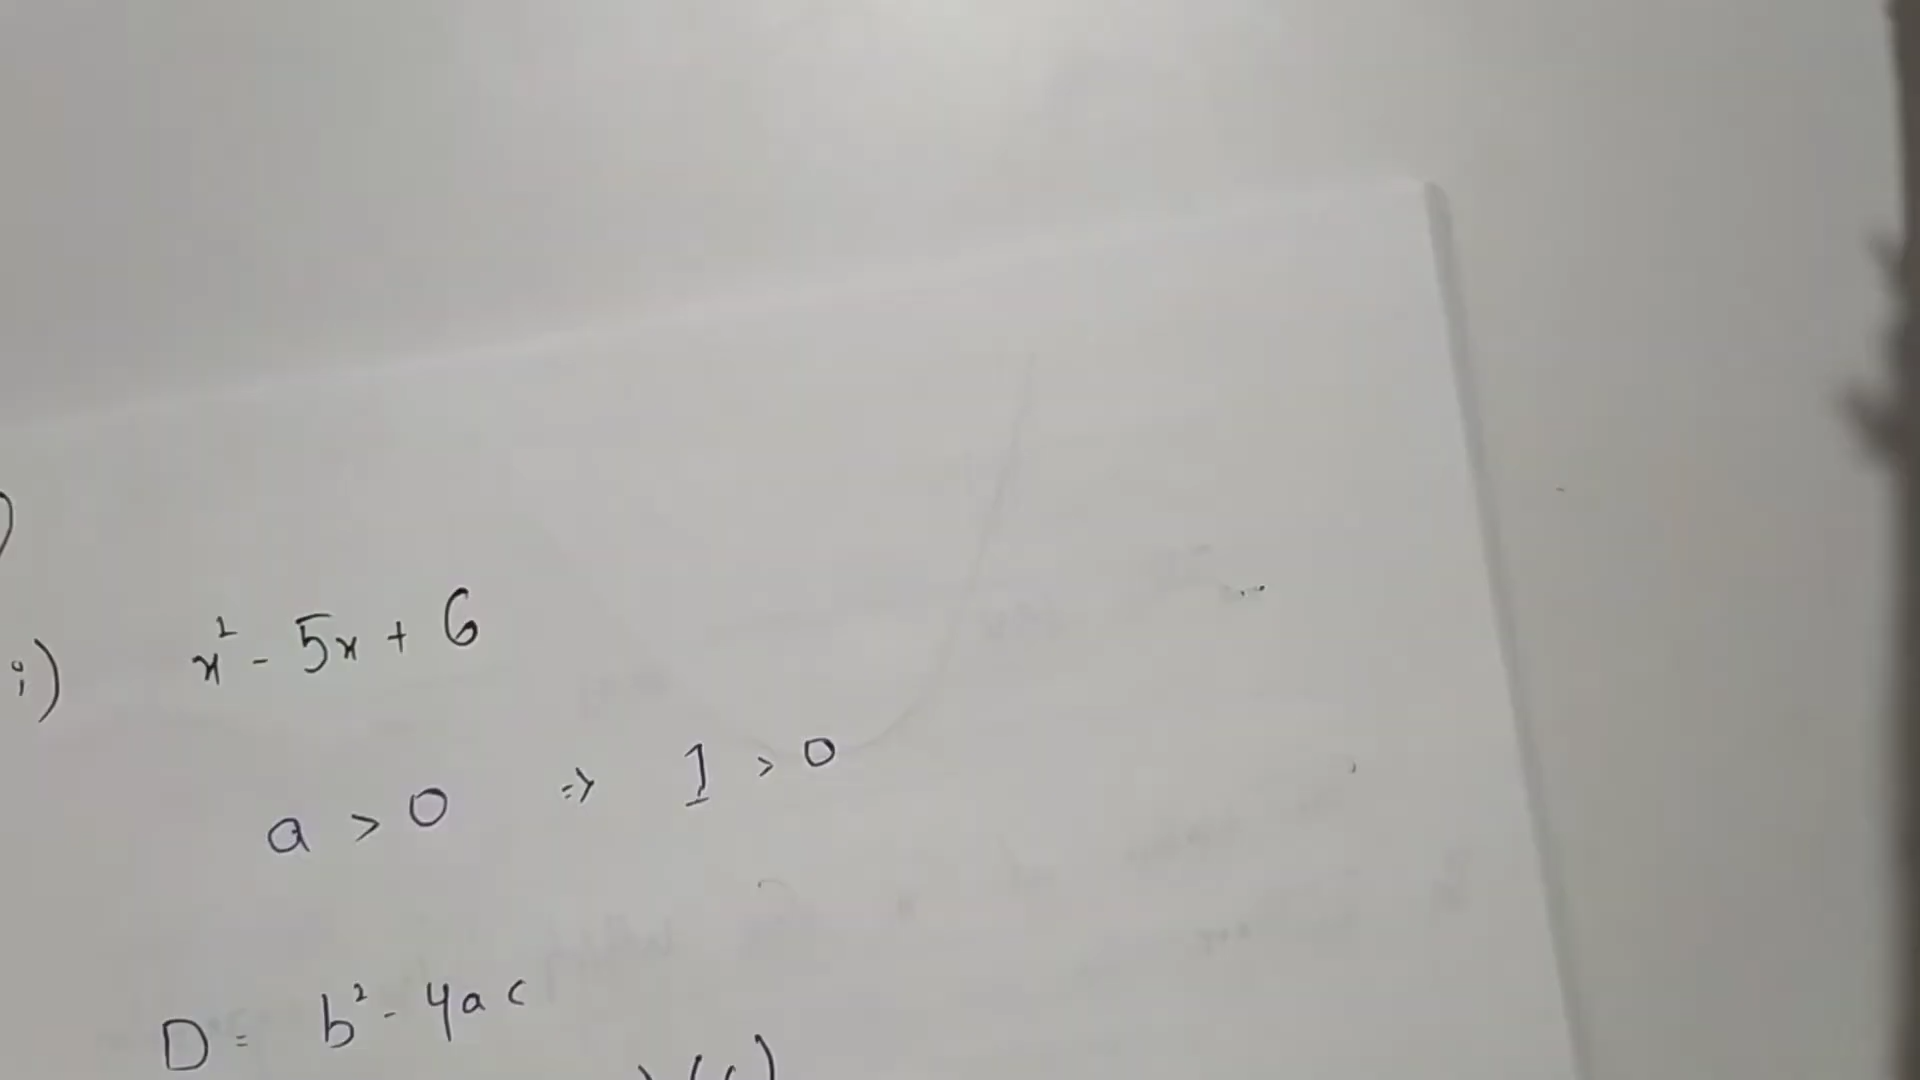 i) x² - 5x + 6
a > 0 ⇒ 1 > 0
D = b² - 4ac